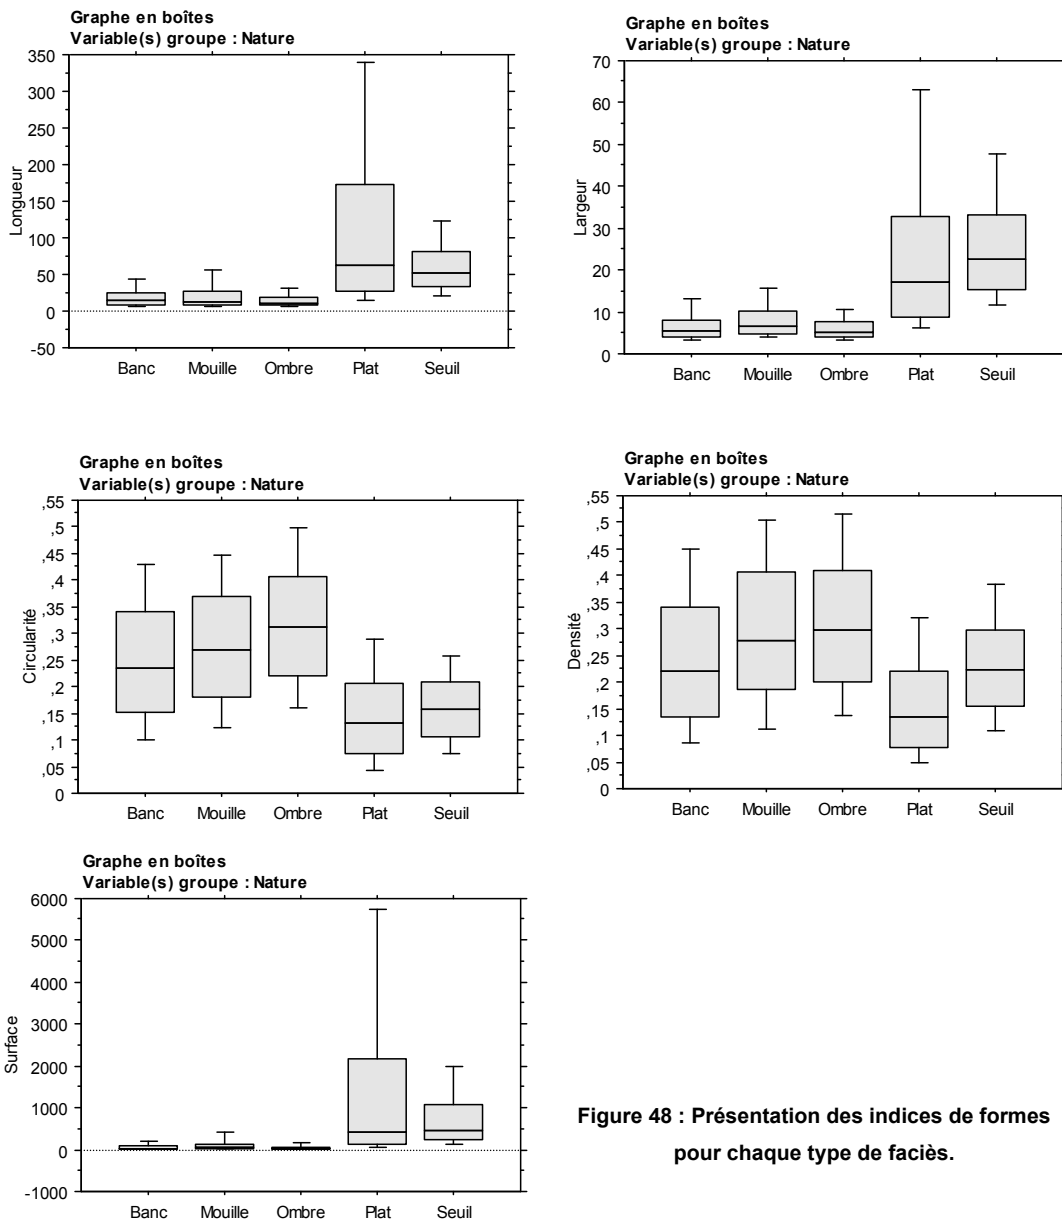 Graphe en boîtes
Variable(s) groupe : Nature
350
300
250
200
150
100
50
0
-50
Longueur
Banc Mouille Ombre Plat Seuil
Graphe en boîtes
Variable(s) groupe : Nature
70
60
50
40
30
20
10
0
Largeur
Banc Mouille Ombre Plat Seuil
Graphe en boîtes
Variable(s) groupe : Nature
,55
,5
,45
,4
,35
,3
,25
,2
,15
,1
,05
0
Circularité
Banc Mouille Ombre Plat Seuil
Graphe en boîtes
Variable(s) groupe : Nature
,55
,5
,45
,4
,35
,3
,25
,2
,15
,1
,05
0
Densité
Banc Mouille Ombre Plat Seuil
Graphe en boîtes
Variable(s) groupe : Nature
6000
5000
4000
3000
2000
1000
0
-1000
Surface
Banc Mouille Ombre Plat Seuil
Figure 48 : Présentation des indices de formes
pour chaque type de faciès.